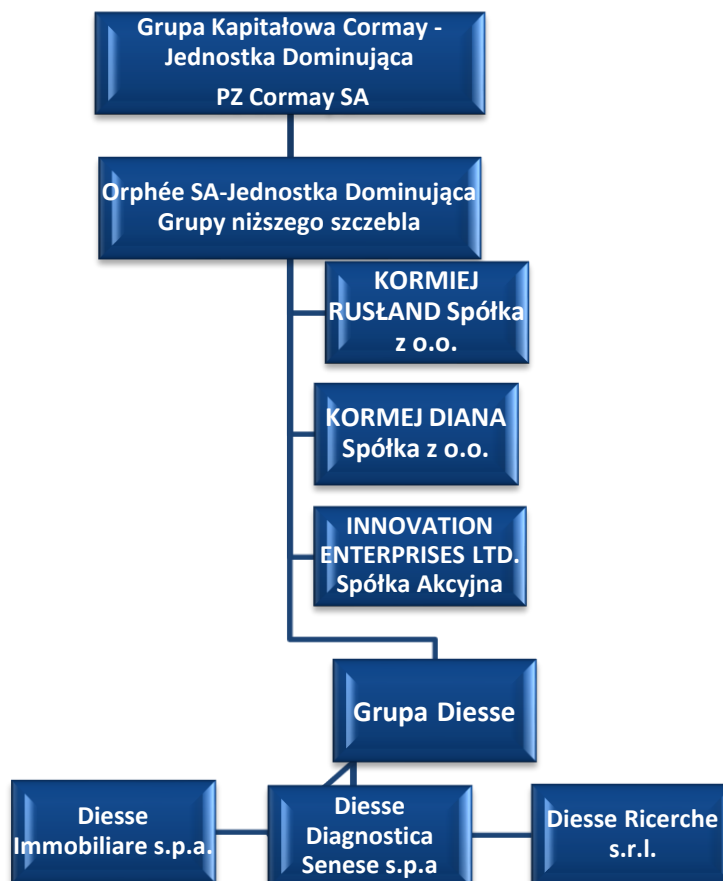 Grupa Kapitałowa Cormay -
Jednostka Dominująca
PZ Cormay SA
Orphée SA-Jednostka Dominująca
Grupy niższego szczebla
KORMIEJ
RUSŁAND Spółka
z o.o.
KORMEJ DIANA
Spółka z o.o.
INNOVATION
ENTERPRISES LTD.
Spółka Akcyjna
Grupa Diesse
Diesse
Immobiliare s.p.a.
Diesse
Diagnostica
Senese s.p.a
Diesse Ricerche
s.r.l.